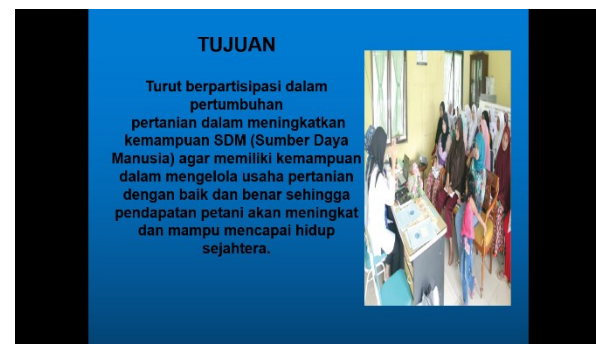 TUJUAN
Turut berpartisipasi dalam
pertumbuhan
pertanian dalam meningkatkan
kemampuan SDM (Sumber Daya
Manusia) agar memiliki kemampuan
dalam mengelola usaha pertanian
dengan baik dan benar sehingga
pendapatan petani akan meningkat
dan mampu mencapai hidup
sejahtera.